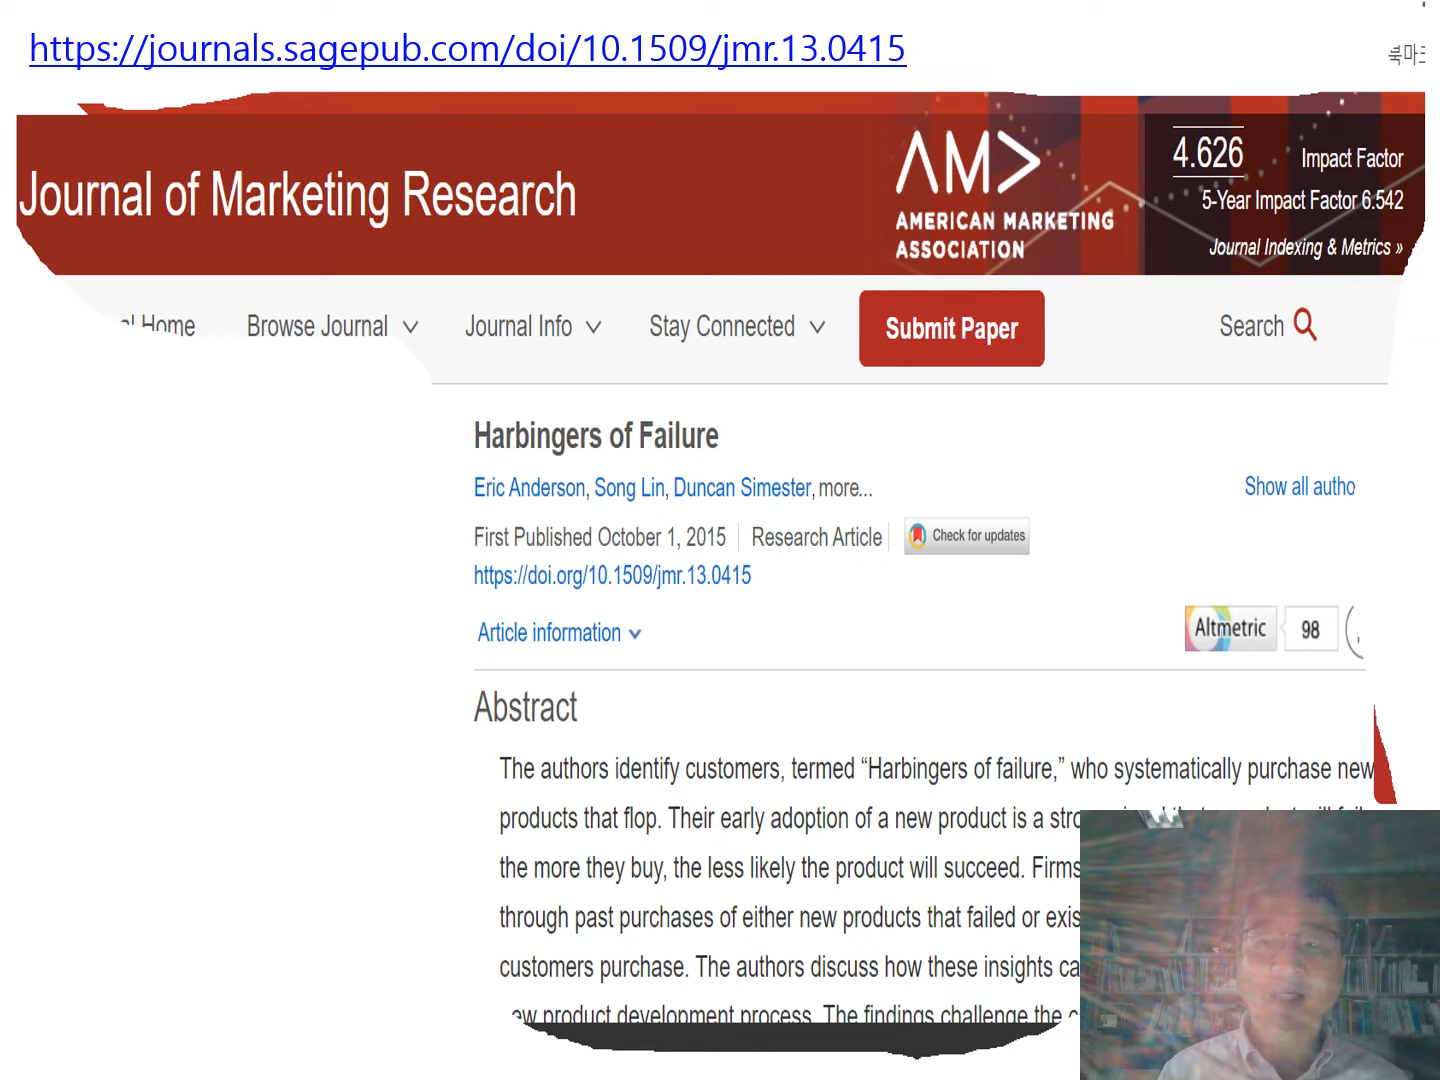 https://journals.sagepub.com/doi/10.1509/jmr.13.0415
Journal of Marketing Research
AMERICAN MARKETING
ASSOCIATION
4.626 Impact Factor
5-Year Impact Factor 6.542
Journal Indexing & Metrics »
Home Browse Journal Journal Info Stay Connected Submit Paper Search
Harbingers of Failure
Eric Anderson, Song Lin, Duncan Simester, more...
Show all
First Published October 1, 2015 Research Article Check for updates
https://doi.org/10.1509/jmr.13.0415
Article information
Altmetric 98
Abstract
The authors identify customers, termed “Harbingers of failure,” who systematically purchase new
products that flop. Their early adoption of a new product is a
the more they buy, the less likely the product will succeed. Firms
through past purchases of either new products that failed or
customers purchase. The authors discuss how these insights
product development process. The findings challenge the